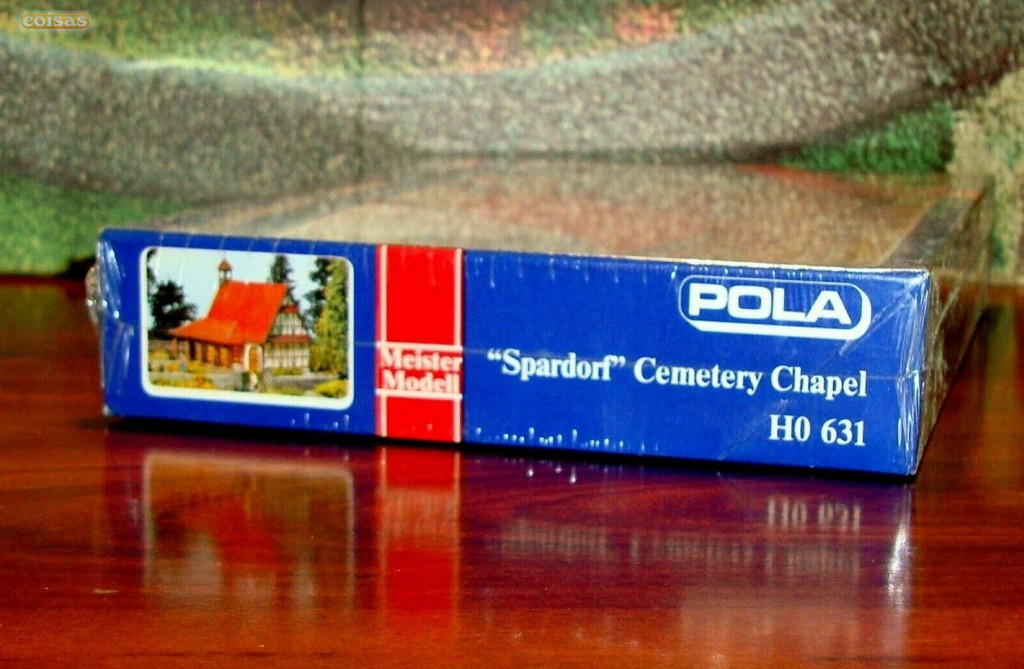 coisas
POLA
Meister
Modell
“Spardorf” Cemetery Chapel
H0 631